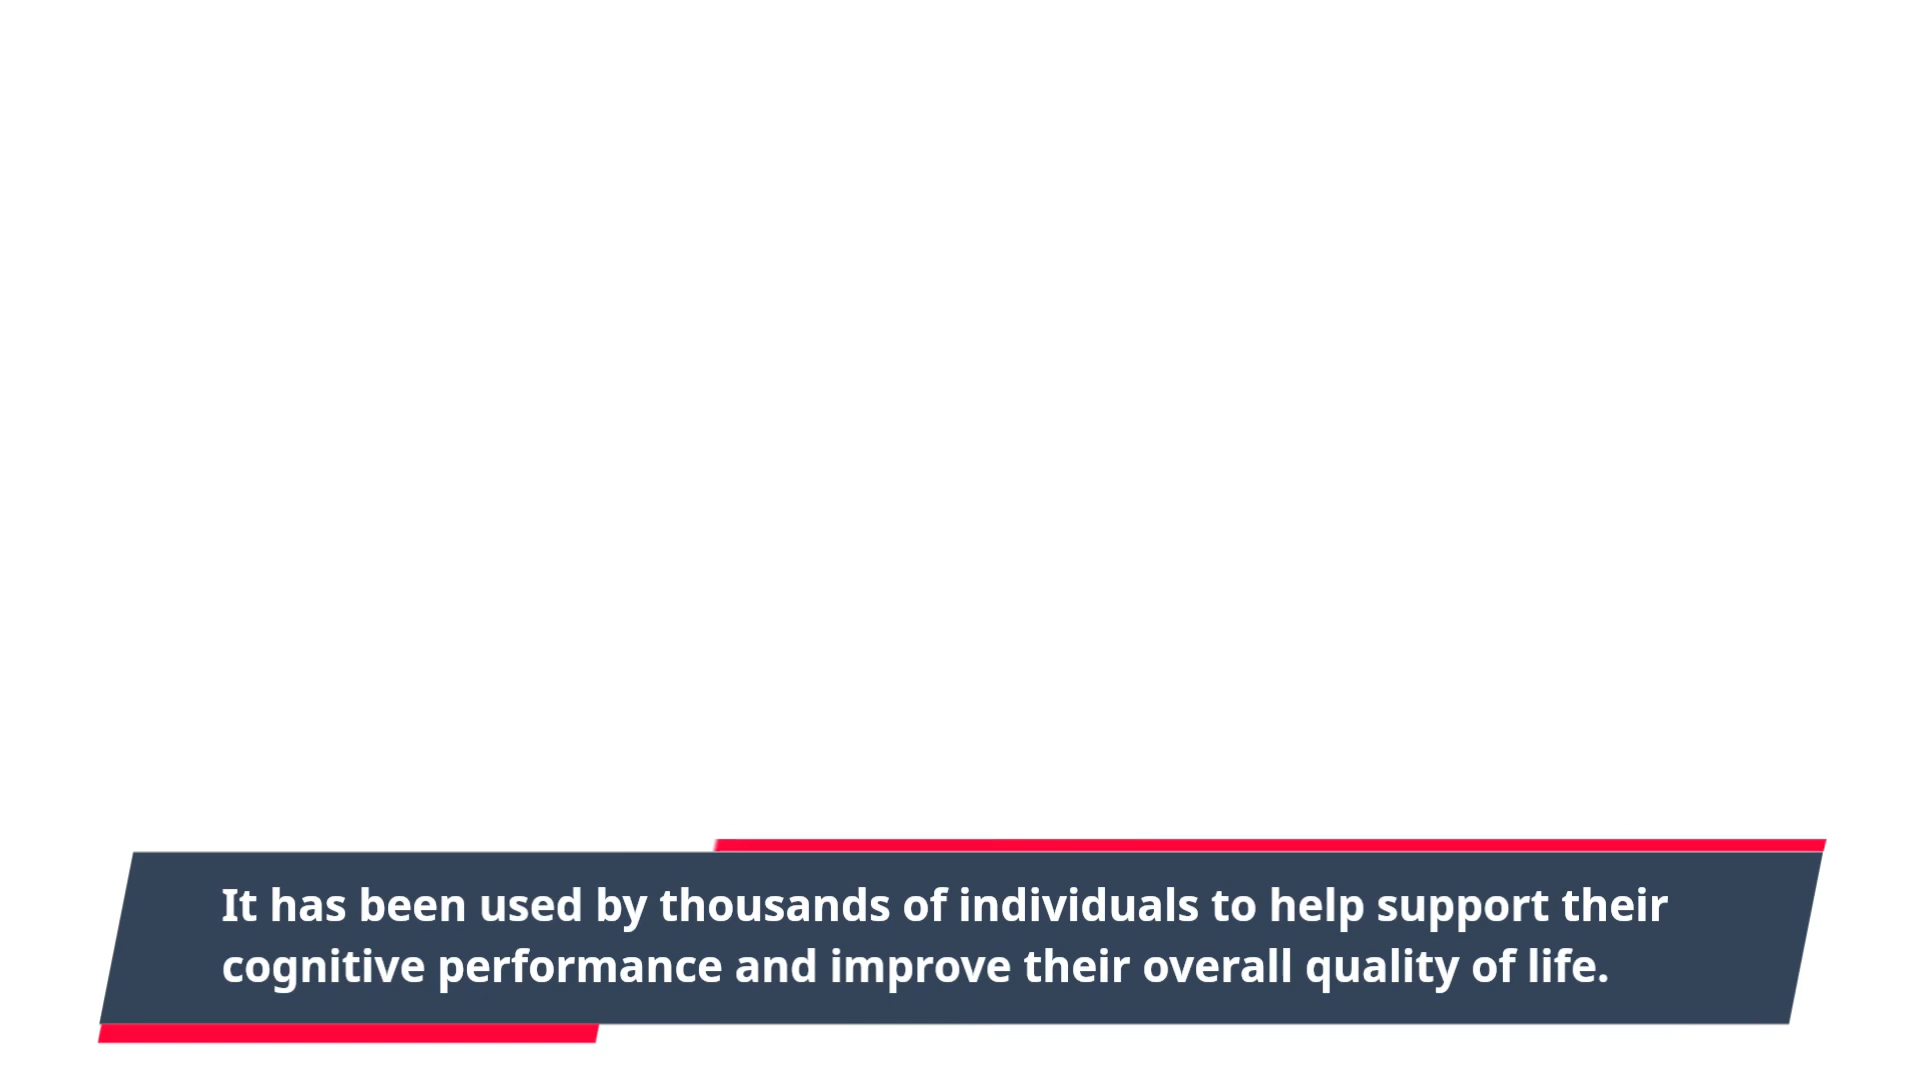 It has been used by thousands of individuals to help support their
cognitive performance and improve their overall quality of life.